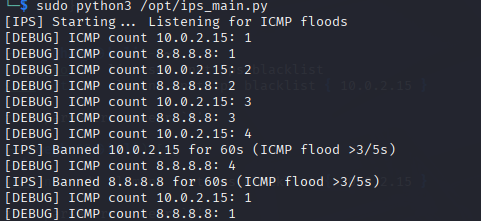 └─$ sudo python3 /opt/ips_main.py
[IPS] Starting... Listening for ICMP floods
[DEBUG] ICMP count 10.0.2.15: 1
[DEBUG] ICMP count 8.8.8.8: 1
[DEBUG] ICMP count 10.0.2.15: 2
[DEBUG] ICMP count 8.8.8.8: 2
[DEBUG] ICMP count 10.0.2.15: 3
[DEBUG] ICMP count 8.8.8.8: 3
[DEBUG] ICMP count 10.0.2.15: 4
[IPS] Banned 10.0.2.15 for 60s (ICMP flood >3/5s)
[DEBUG] ICMP count 8.8.8.8: 4
[IPS] Banned 8.8.8.8 for 60s (ICMP flood >3/5s)
[DEBUG] ICMP count 10.0.2.15: 1
[DEBUG] ICMP count 8.8.8.8: 1